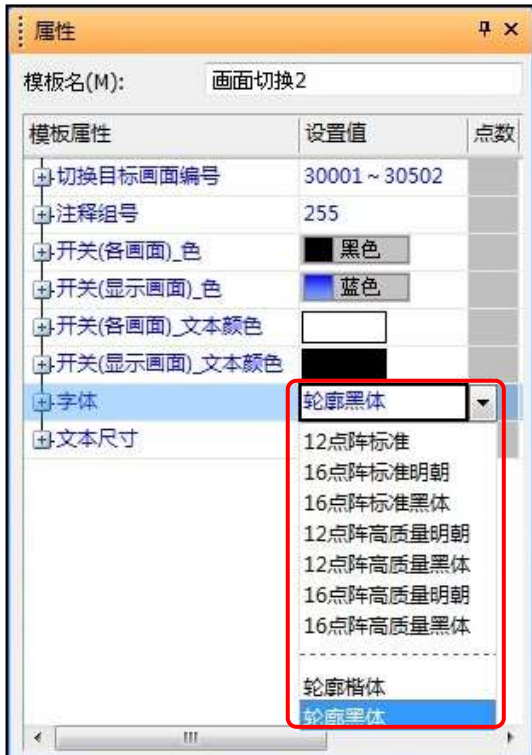 属性
模板名(M): 画面切换2
模板属性 设置值 点数
切换目标画面编号 30001～30502
注释组号 255
开关(各画面)_色 黑色
开关(显示画面)_色 蓝色
开关(各画面)_文本颜色
开关(显示画面)_文本颜色
字体 轮廓黑体
文本尺寸
12点阵标准
16点阵标准明朝
16点阵标准黑体
12点阵高质量明朝
12点阵高质量黑体
16点阵高质量明朝
16点阵高质量黑体
轮廓楷体
轮廓黑体